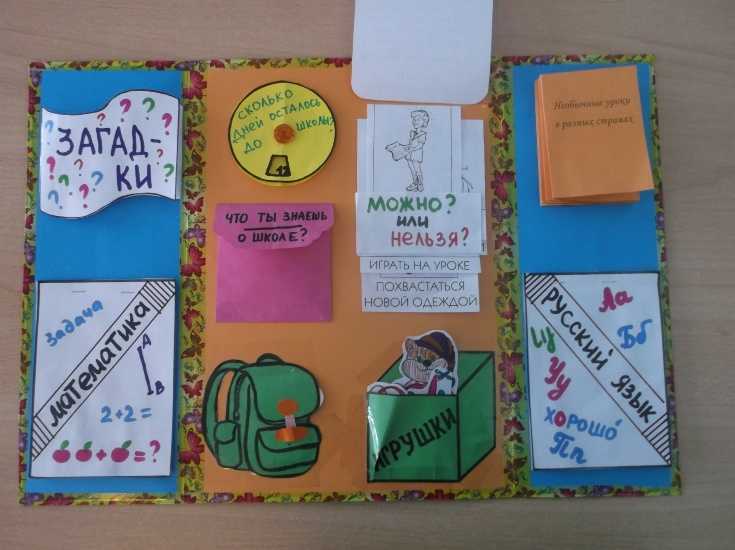 ЗАГАД-
КИ
СКОЛЬКО
ДНЕЙ ОСТАЛОСЬ
ДО ШКОЛЫ?
МОЖНО?
или
НЕЛЬЗЯ?
ИГРАТЬ НА УРОКЕ
ПОХВАСТАТЬСЯ
НОВОЙ ОДЕЖДОЙ
Необычные уроки
в разных странах
ЧТО ТЫ ЗНАЕШЬ
О ШКОЛЕ?
Задача
математика
А
В
2+2=
+ =?
ИГРУШКИ
РУССКИЙ ЯЗЫК
Аа
Бб
Уу
ХОРОШО
Пп